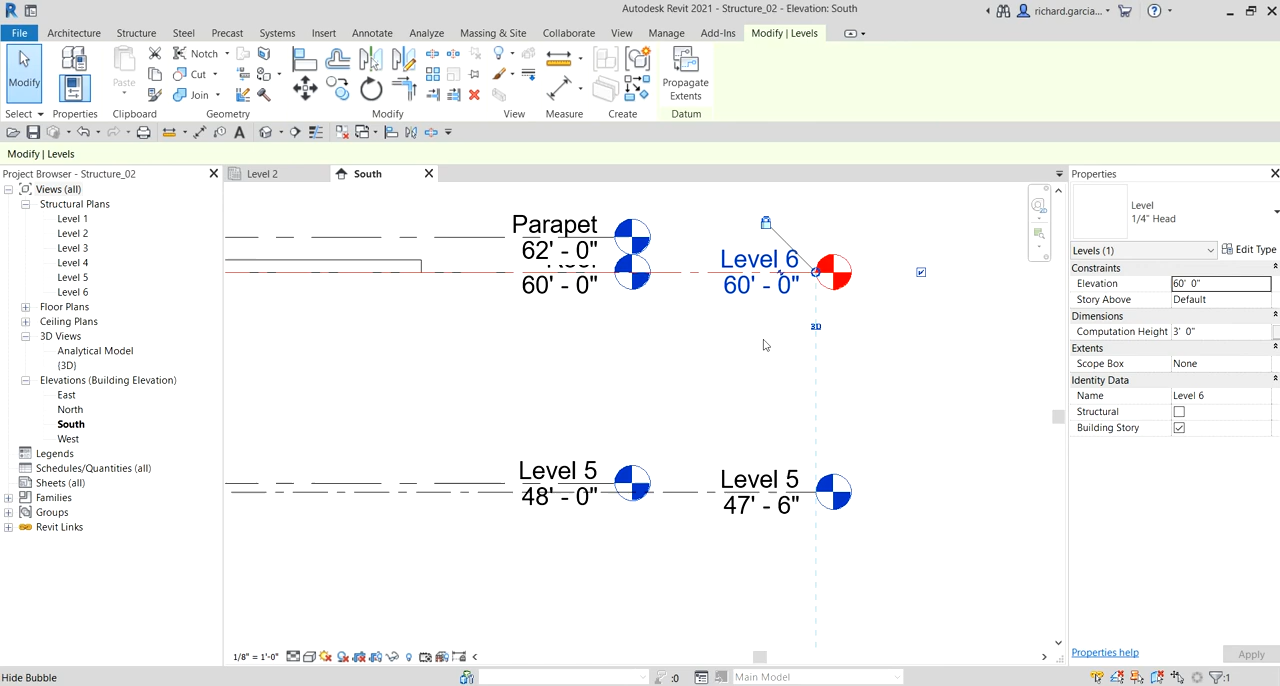 Autodesk Revit 2021 - Structure_02 - Elevation: South
richard.garcia...
File Architecture Structure Steel Precast Systems Insert Annotate Analyze Massing & Site Collaborate View Manage Add-Ins Modify | Levels
Modify
Paste
Notch
Cut
Join
Propagate
Extents
Select Properties Clipboard Geometry Modify View Measure Create Datum
Modify | Levels
Project Browser - Structure_02
Views (all)
Structural Plans
Level 1
Level 2
Level 3
Level 4
Level 5
Level 6
Floor Plans
Ceiling Plans
3D Views
Analytical Model
{3D}
Elevations (Building Elevation)
East
North
South
West
Legends
Schedules/Quantities (all)
Sheets (all)
Families
Groups
Revit Links
Level 2
South
Parapet
62' - 0"
60' - 0"
Level 6
60' - 0"
3D
Level 5
48' - 0"
Level 5
47' - 6"
Properties
Level
1/4" Head
Levels (1)
Edit Type
Constraints
Elevation 60' 0"
Story Above Default
Dimensions
Computation Height 3' 0"
Extents
Scope Box None
Identity Data
Name Level 6
Structural
Building Story
Properties help
Apply
1/8" = 1'-0"
Hide Bubble
:0
Main Model
:1